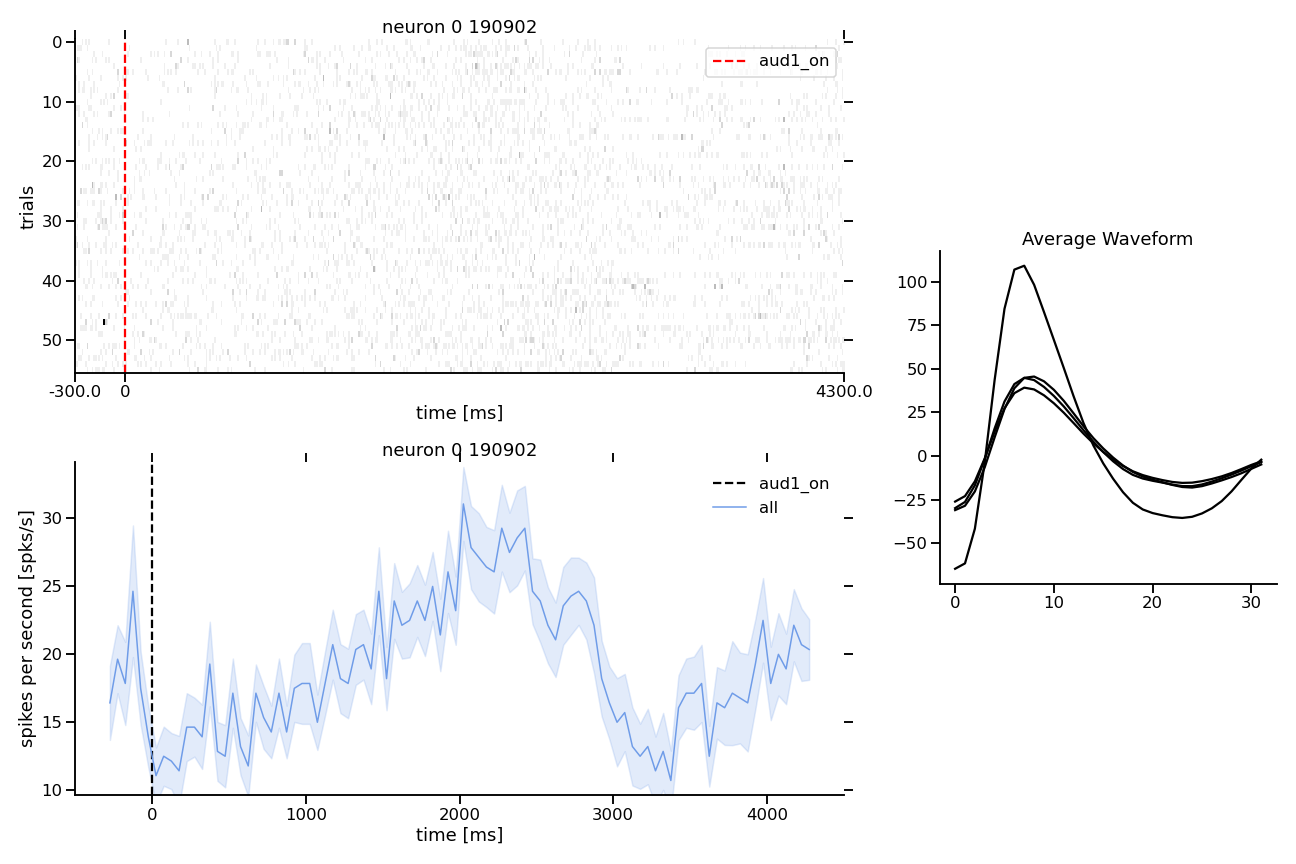 neuron 0 190902
aud1_on
trials
0
10
20
30
40
50
-300.0 0 4300.0
time [ms]
neuron 0 190902
aud1_on
all
spikes per second [spks/s]
30
25
20
15
10
0 1000 2000 3000 4000
time [ms]
Average Waveform
100
75
50
25
0
−25
−50
0 10 20 30